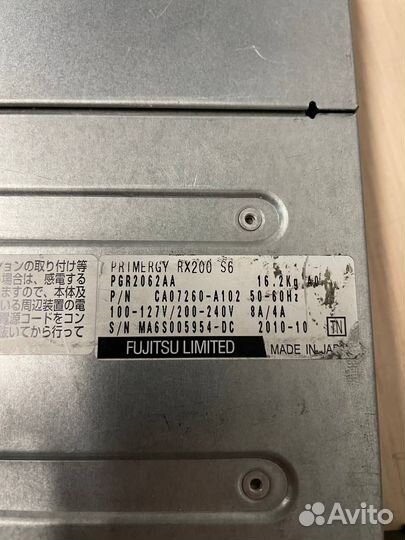 ションの取り付け等
場合は、感電する
ますので、本体及
いる周辺装置の電
源コードをコン
抜いてから行って
PRIMERGY RX200 S6
PGR2062AA 16.2Kg
P/N CA07260-A102 50-60Hz
100-127V/200-240V 8A/4A
S/N MA6S005954-DC 2010-10 TN
FUJITSU LIMITED MADE IN JAPAN
Avito